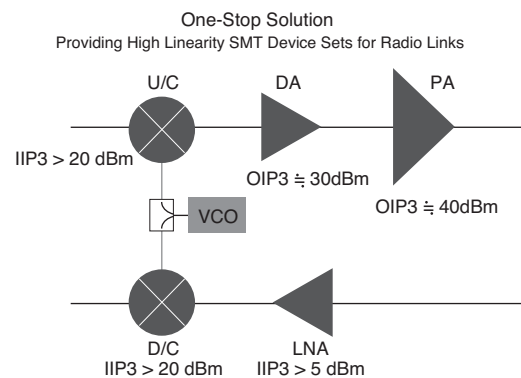 One-Stop Solution
Providing High Linearity SMT Device Sets for Radio Links
U/C
DA
PA
IIP3 > 20 dBm
OIP3 ≒ 30dBm
OIP3 ≒ 40dBm
VCO
D/C
LNA
IIP3 > 20 dBm
IIP3 > 5 dBm